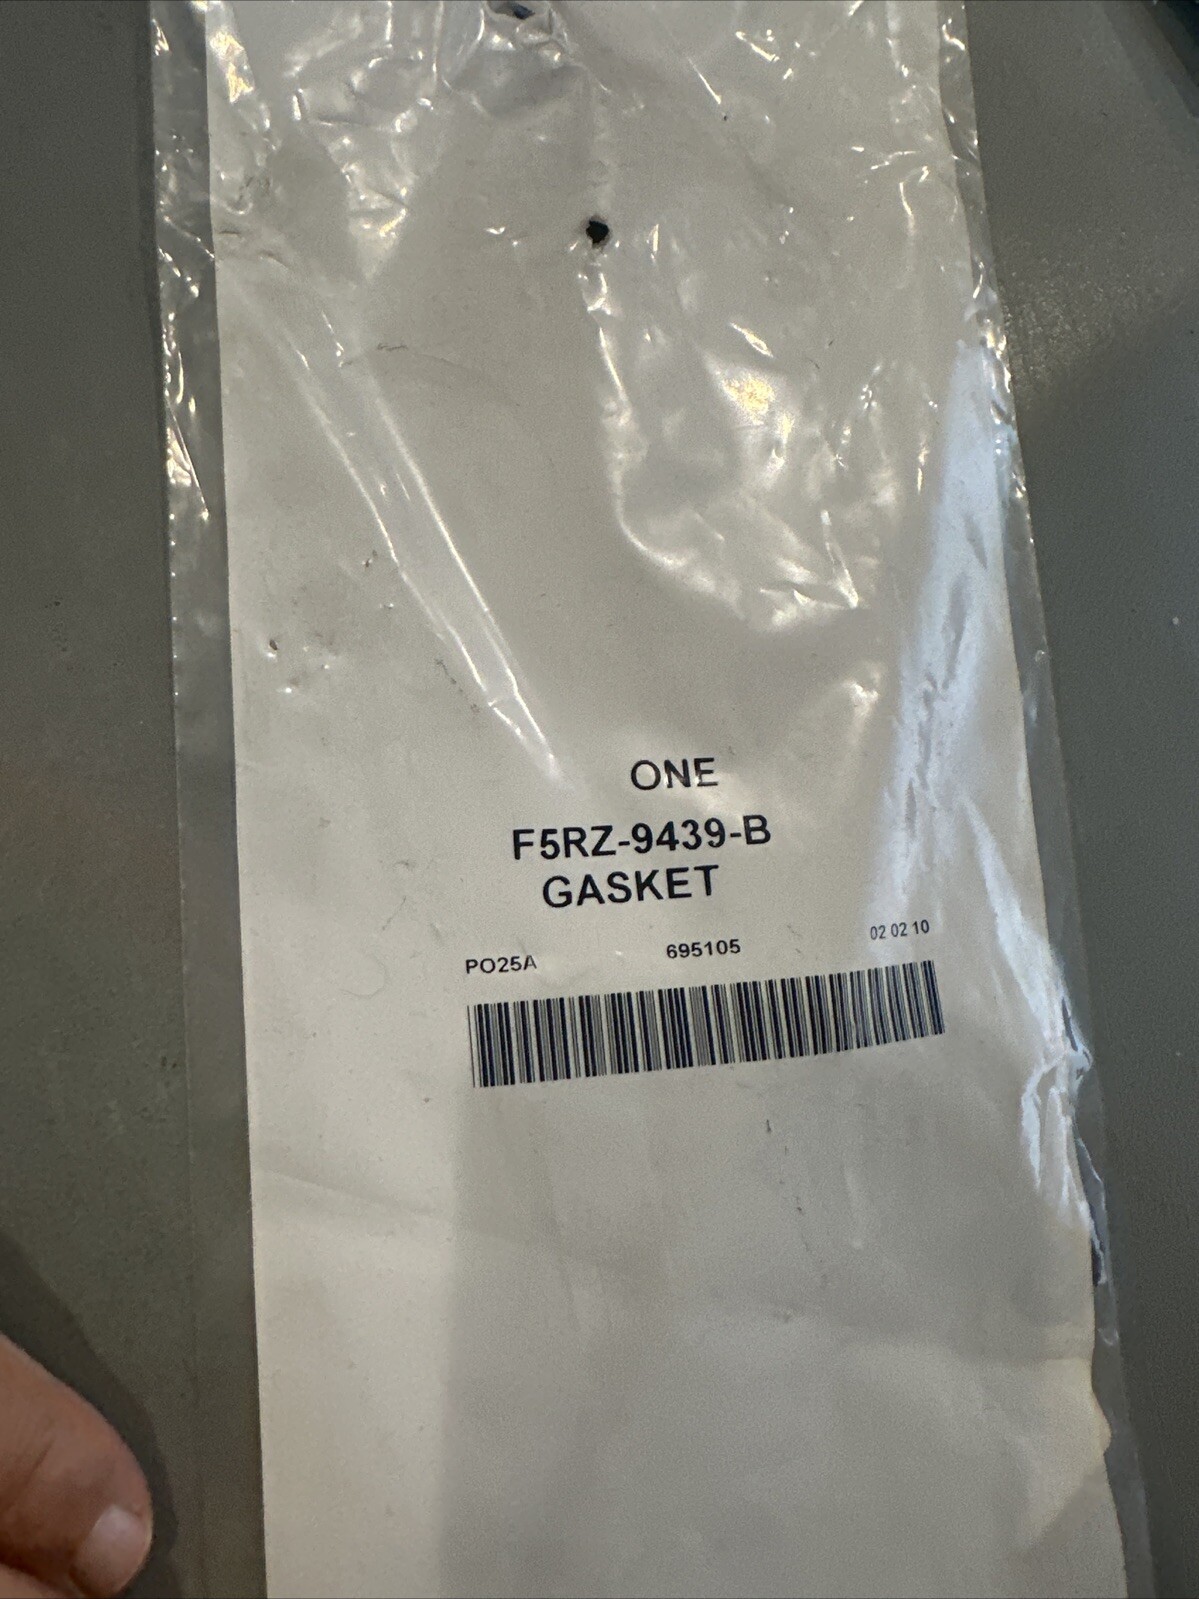 ONE
F5RZ-9439-B
GASKET
PO25A 695105 02 02 10